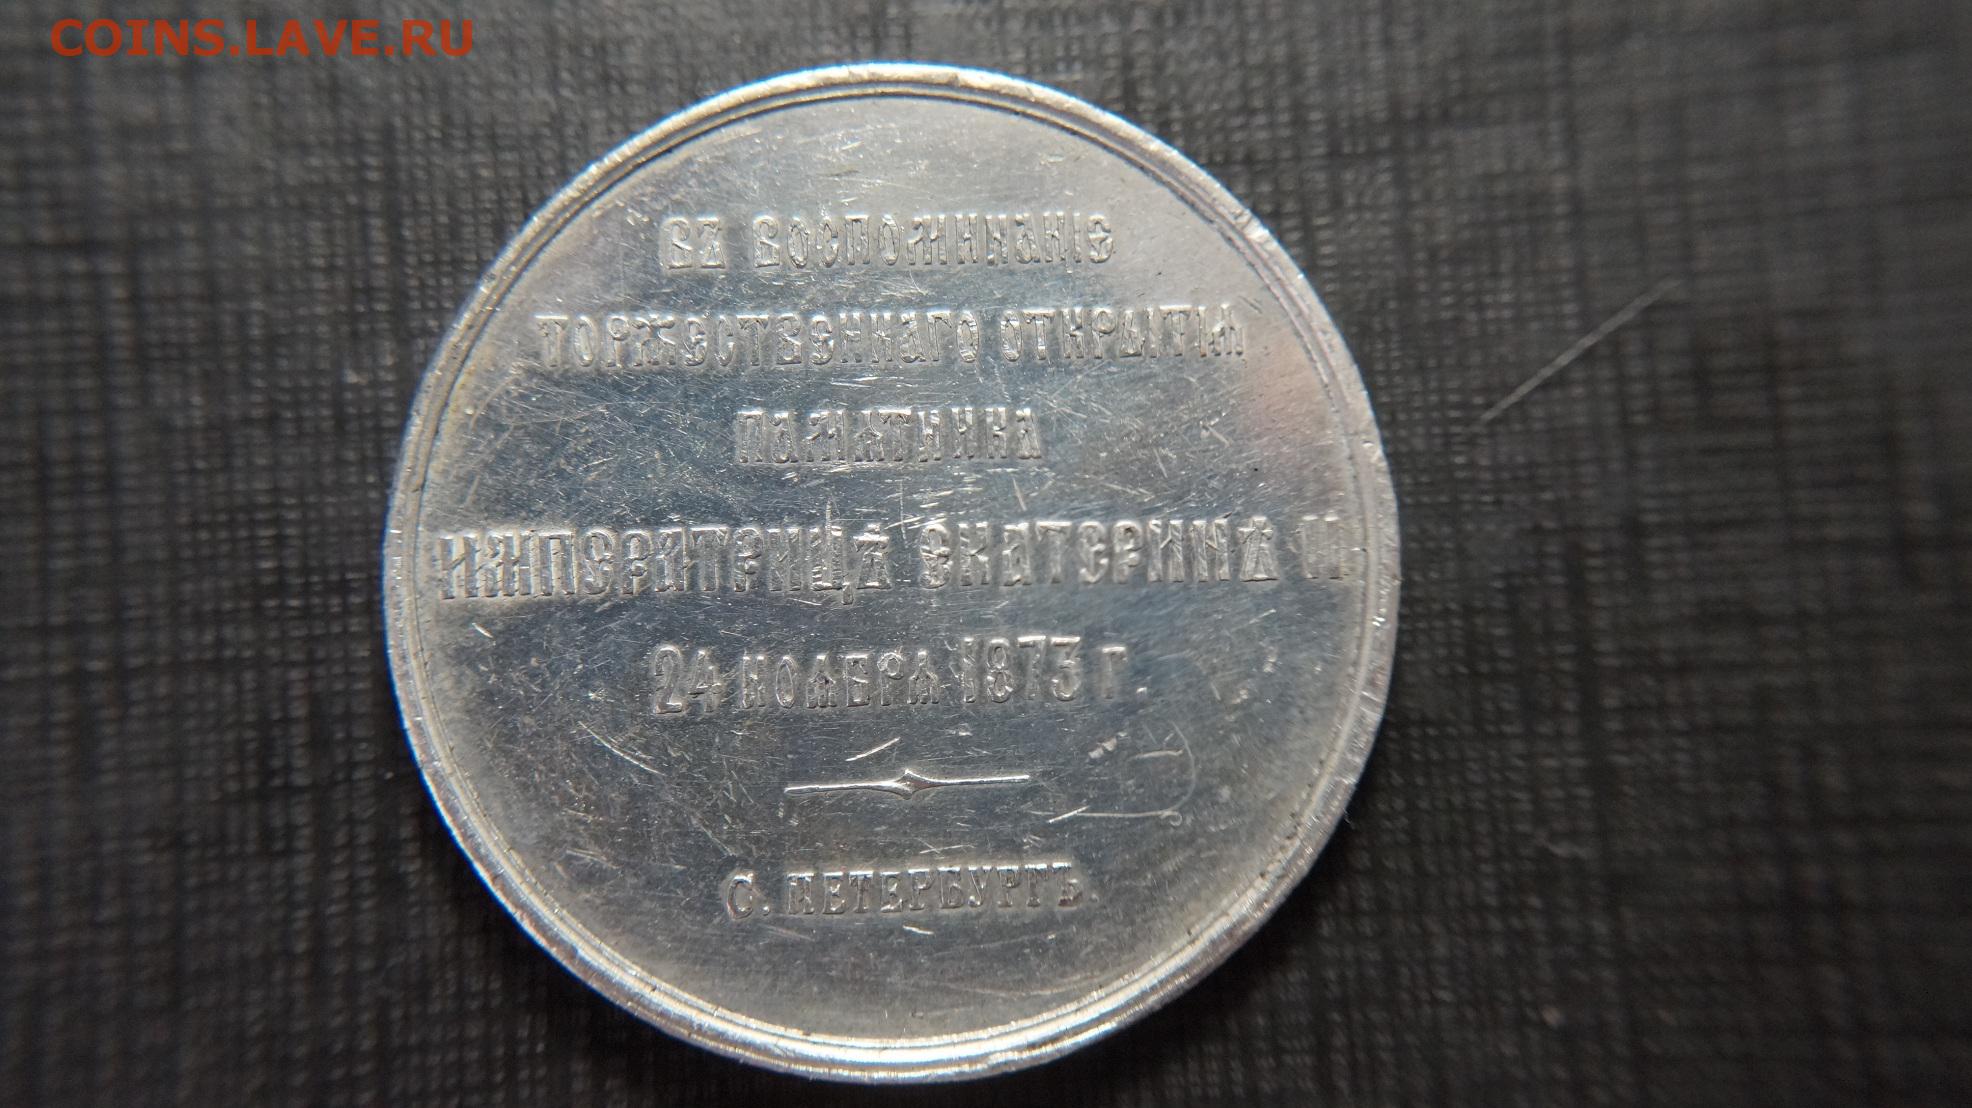 COINS.LAVE.RU
ВЪ ВОСПОМИНАНІЕ
ТОРЖЕСТВЕННАГО ОТКРЫТІЯ
ПАМЯТНИКА
ИМПЕРАТРИЦѢ ЕКАТЕРИНѢ II
24 НОЯБРЯ 1873 Г.
С. ПЕТЕРБУРГЪ.